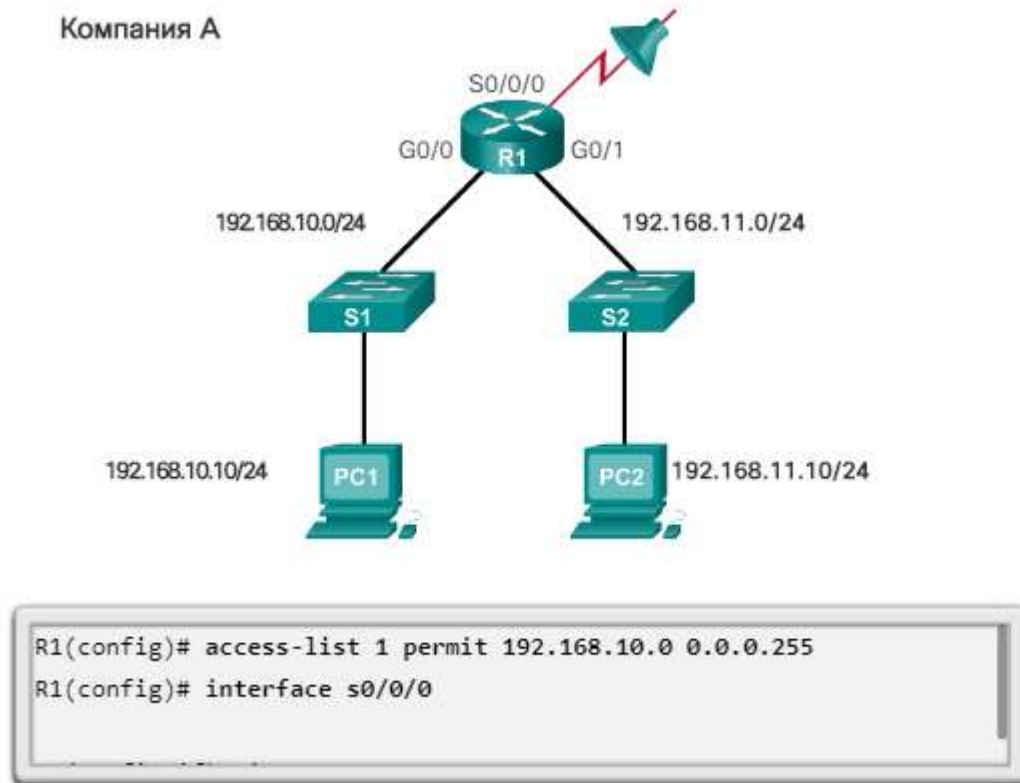 Компания А
S0/0/0
G0/0
R1
G0/1
192.168.10.0/24
192.168.11.0/24
S1
S2
192.168.10.10/24
PC1
PC2
192.168.11.10/24
R1(config)# access-list 1 permit 192.168.10.0 0.0.0.255
R1(config)# interface s0/0/0